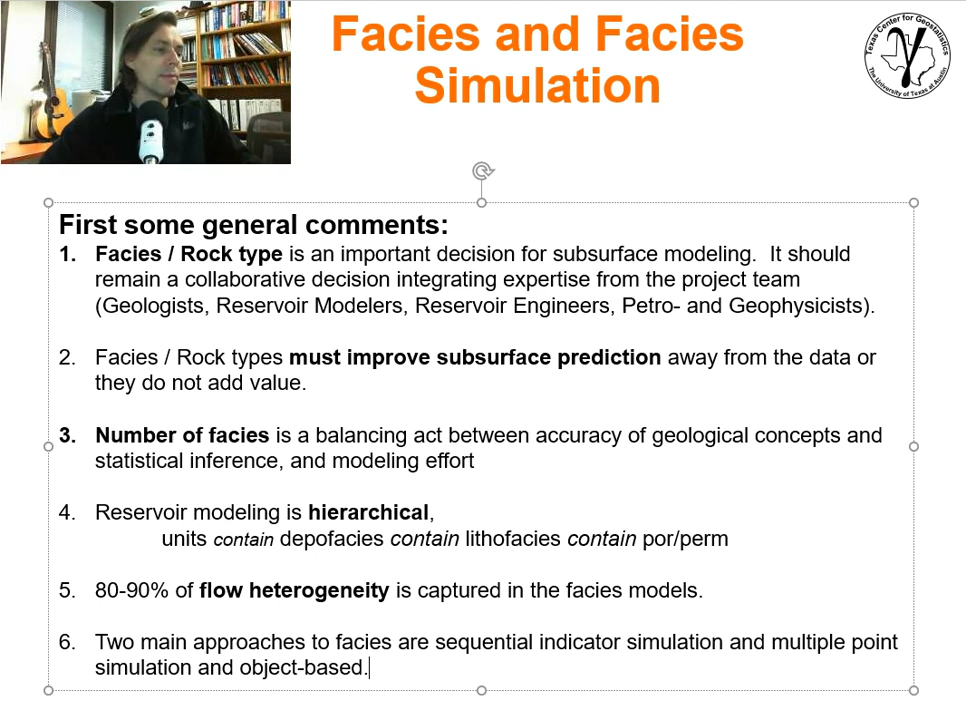 Facies and Facies
Simulation
Texas Center for Geostatistics
The University of Texas at Austin
First some general comments:
1. Facies / Rock type is an important decision for subsurface modeling. It should
remain a collaborative decision integrating expertise from the project team
(Geologists, Reservoir Modelers, Reservoir Engineers, Petro- and Geophysicists).
2. Facies / Rock types must improve subsurface prediction away from the data or
they do not add value.
3. Number of facies is a balancing act between accuracy of geological concepts and
statistical inference, and modeling effort
4. Reservoir modeling is hierarchical,
units contain depofacies contain lithofacies contain por/perm
5. 80-90% of flow heterogeneity is captured in the facies models.
6. Two main approaches to facies are sequential indicator simulation and multiple point
simulation and object-based.